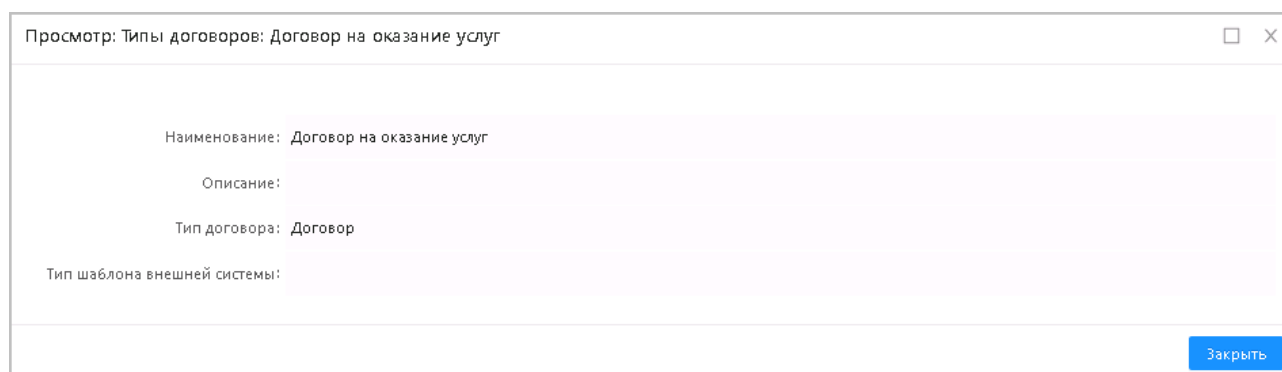 Просмотр: Типы договоров: Договор на оказание услуг
Наименование: Договор на оказание услуг
Описание:
Тип договора: Договор
Тип шаблона внешней системы:
Закрыть